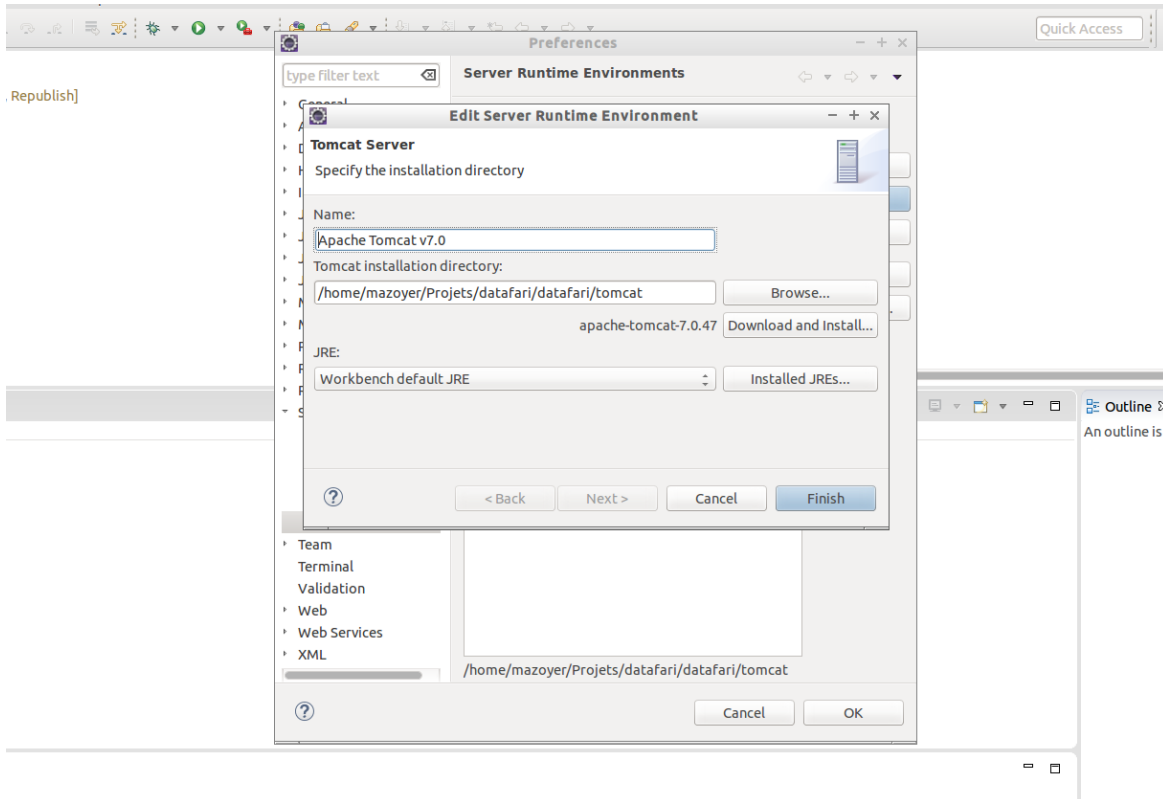 Quick Access
Preferences
type filter text
Server Runtime Environments
, Republish]
General
Edit Server Runtime Environment
Tomcat Server
Specify the installation directory
Name:
Apache Tomcat v7.0
Tomcat installation directory:
/home/mazoyer/Projets/datafari/datafari/tomcat
Browse...
apache-tomcat-7.0.47
Download and Install...
JRE:
Workbench default JRE
Installed JREs...
Outline
An outline is
< Back
Next >
Cancel
Finish
Team
Terminal
Validation
Web
Web Services
XML
/home/mazoyer/Projets/datafari/datafari/tomcat
Cancel
OK